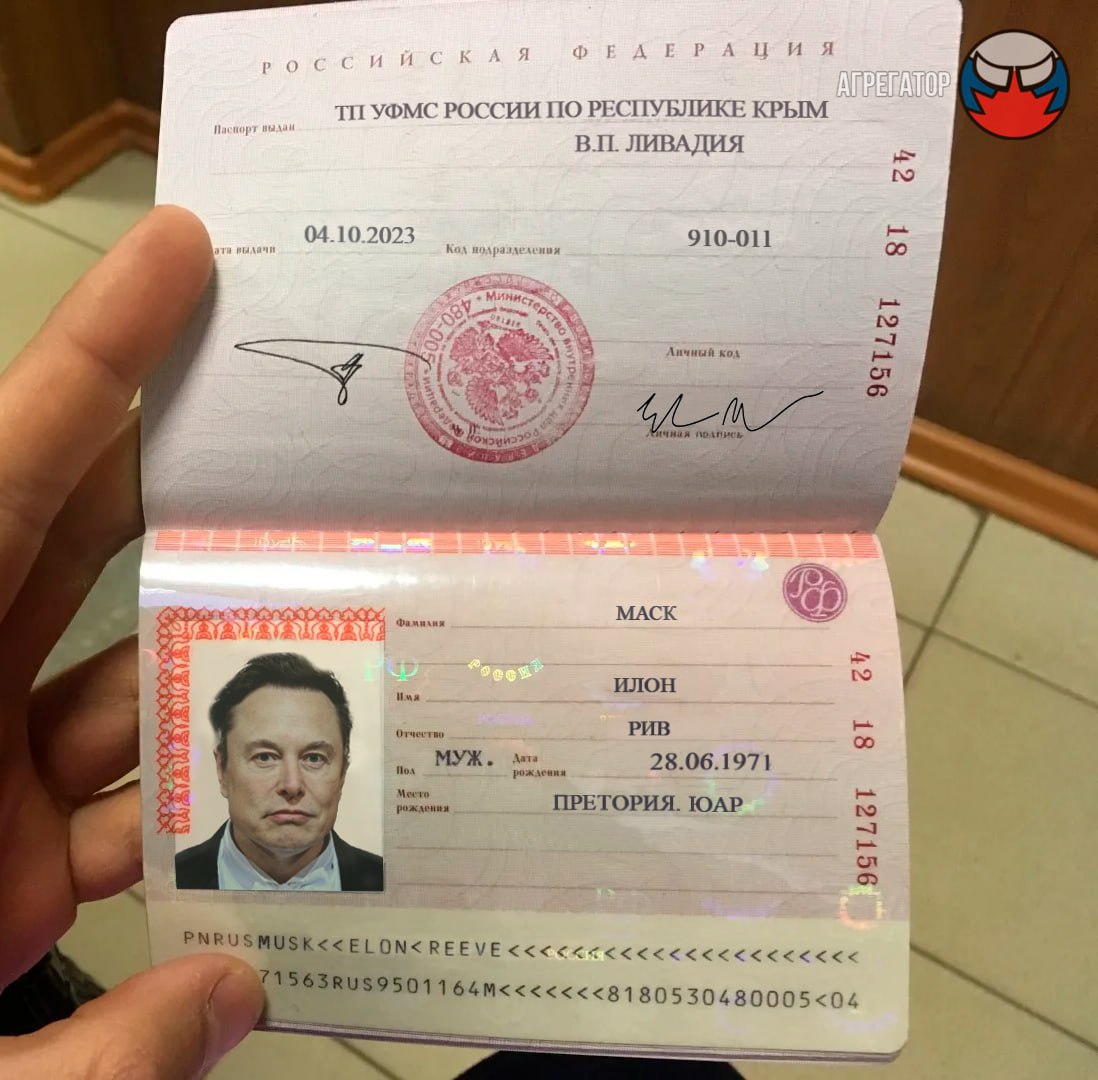 РОССИЙСКАЯ ФЕДЕРАЦИЯ
АГРЕГАТОР
Паспорт выдан ТП УФМС РОССИИ ПО РЕСПУБЛИКЕ КРЫМ
В.П. ЛИВАДИЯ
ата выдачи 04.10.2023 Код подразделения 910-011
42 18 127156
480-005
Министерство внутренних дел Российской Федерации
Личный код
Личная подпись
РФ
Фамилия МАСК
РФ РОССИЯ
Имя ИЛОН
Отчество РИВ
Пол МУЖ. Дата рождения 28.06.1971
Место рождения ПРЕТОРИЯ. ЮАР
42 18 127156
PNRUSMUSK<<ELON<REEVE<<<<<<<<<<<<<<<<<<<<<<<
71563RUS9501164M<<<<<<<8180530480005<04